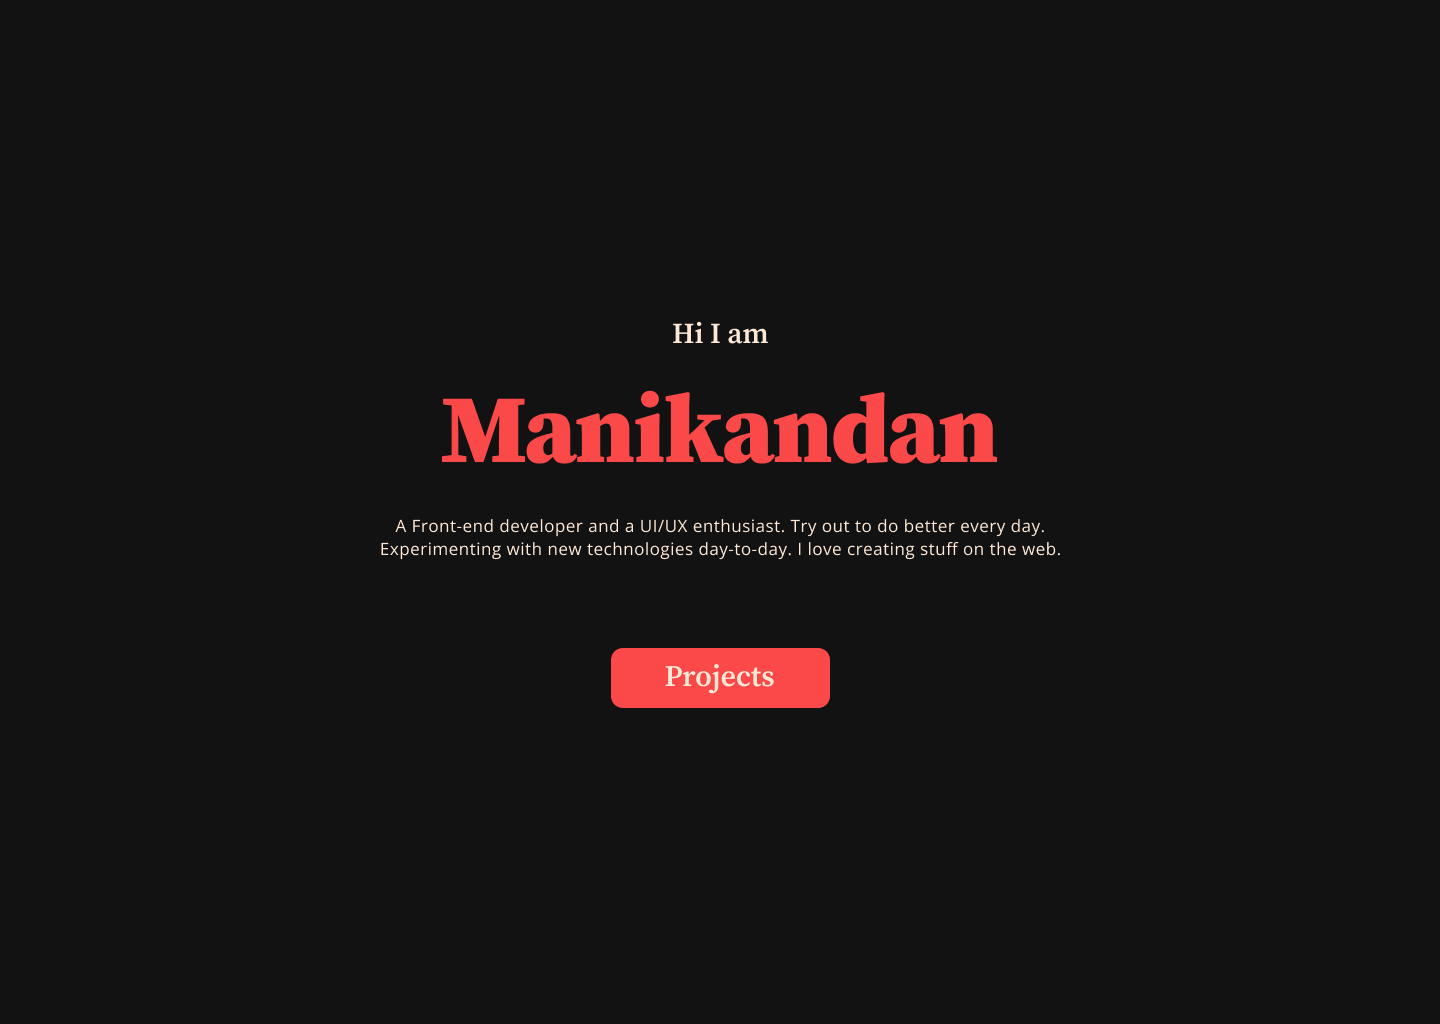 Hi I am
Manikandan
A Front-end developer and a UI/UX enthusiast. Try out to do better every day.
Experimenting with new technologies day-to-day. I love creating stuff on the web.
Projects